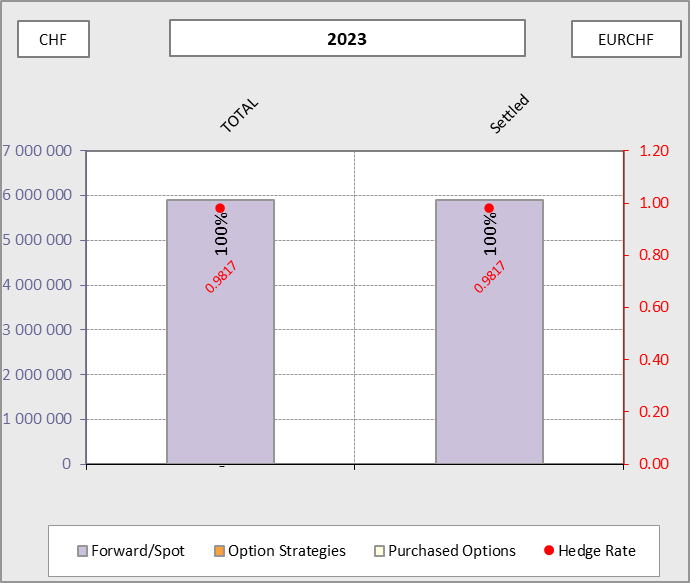 CHF
2023
EURCHF
TOTAL
Settled
7 000 000
6 000 000
5 000 000
4 000 000
3 000 000
2 000 000
1 000 000
0
100%
0.9817
-
100%
0.9817
1.20
1.00
0.80
0.60
0.40
0.20
0.00
Forward/Spot
Option Strategies
Purchased Options
Hedge Rate